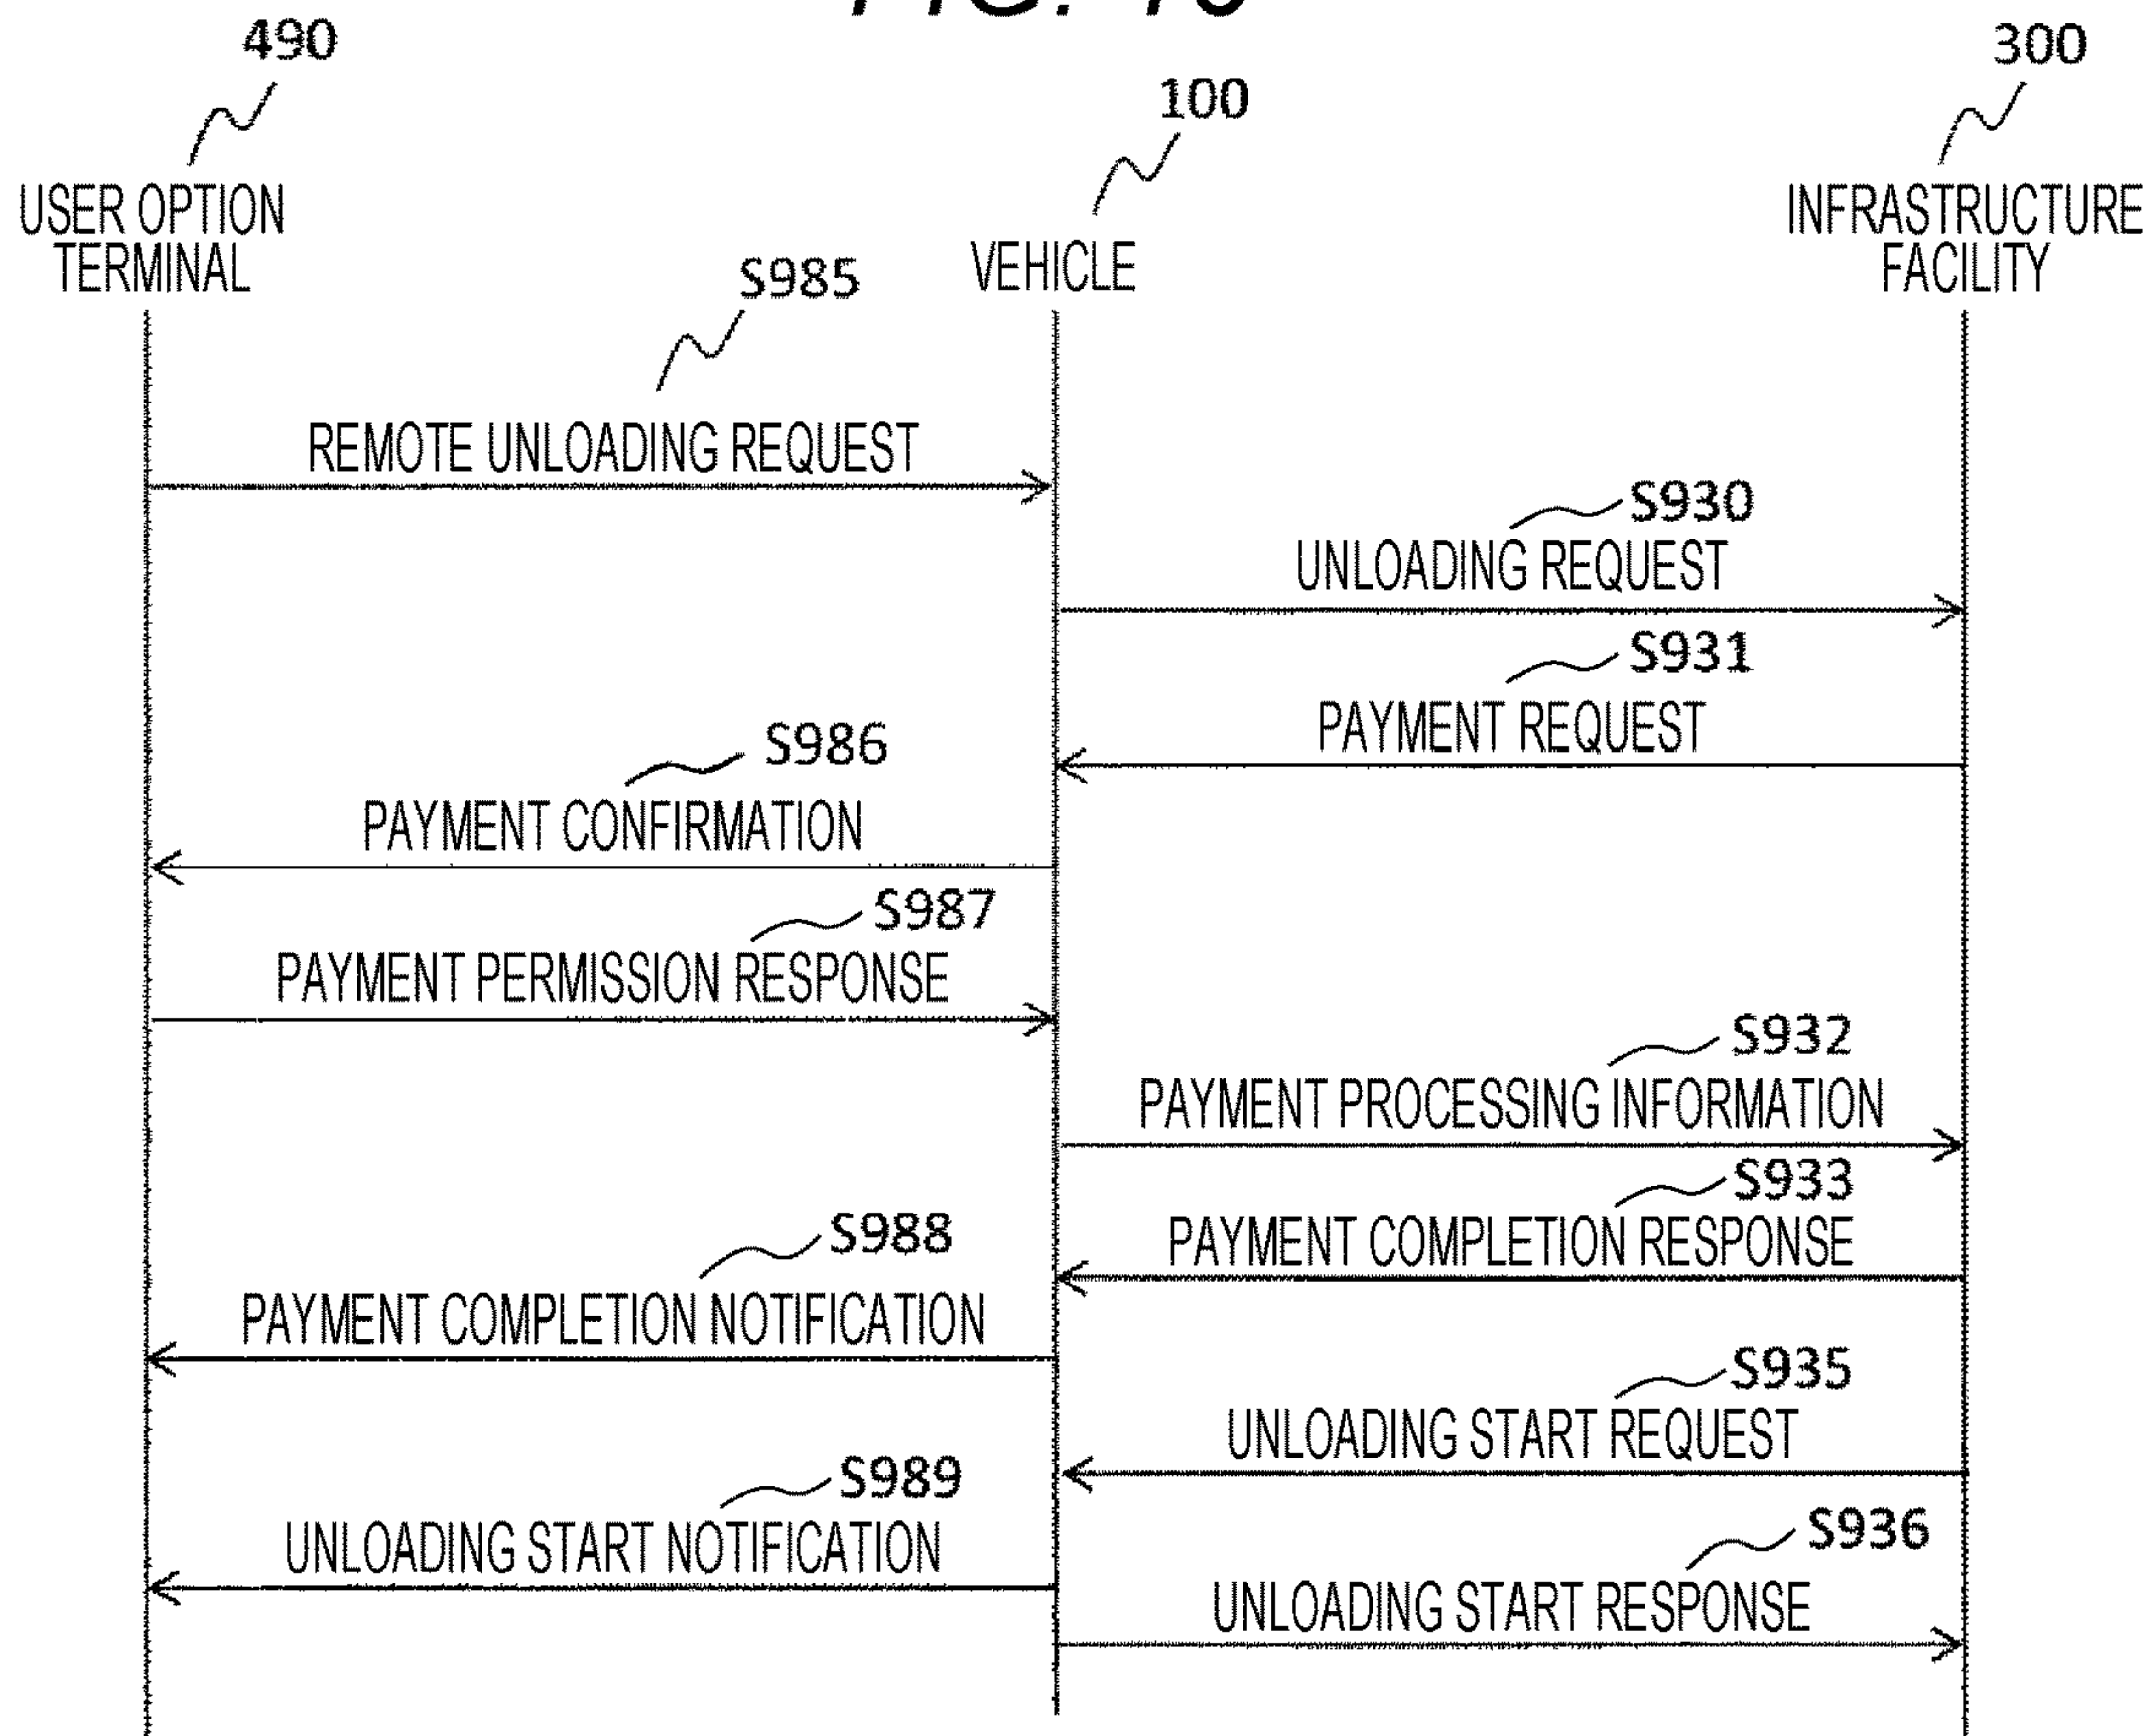 490
300
100
USER OPTION
TERMINAL
VEHICLE
INFRASTRUCTURE
FACILITY
S985
REMOTE UNLOADING REQUEST
S930
UNLOADING REQUEST
S931
PAYMENT REQUEST
S986
PAYMENT CONFIRMATION
S987
PAYMENT PERMISSION RESPONSE
S932
PAYMENT PROCESSING INFORMATION
S933
PAYMENT COMPLETION RESPONSE
S988
PAYMENT COMPLETION NOTIFICATION
S935
UNLOADING START REQUEST
S989
UNLOADING START NOTIFICATION
S936
UNLOADING START RESPONSE